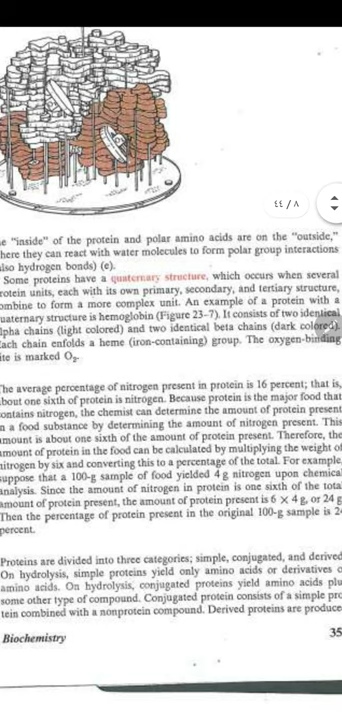 ٤٤ / ٨
e "inside" of the protein and polar amino acids are on the "outside,"
here they can react with water molecules to form polar group interactions
lso hydrogen bonds) (e).
Some proteins have a quaternary structure, which occurs when several
rotein units, each with its own primary, secondary, and tertiary structure,
ombine to form a more complex unit. An example of a protein with a
uaternary structure is hemoglobin (Figure 23-7). It consists of two identical
lpha chains (light colored) and two identical beta chains (dark colored).
ach chain enfolds a heme (iron-containing) group. The oxygen-binding
ite is marked O₂.
The average percentage of nitrogen present in protein is 16 percent; that is,
bout one sixth of protein is nitrogen. Because protein is the major food that
ontains nitrogen, the chemist can determine the amount of protein present
n a food substance by determining the amount of nitrogen present. This
mount is about one sixth of the amount of protein present. Therefore, the
mount of protein in the food can be calculated by multiplying the weight of
nitrogen by six and converting this to a percentage of the total. For example,
suppose that a 100-g sample of food yielded 4 g nitrogen upon chemical
analysis. Since the amount of nitrogen in protein is one sixth of the total
amount of protein present, the amount of protein present is 6 × 4 g, or 24 g
Then the percentage of protein present in the original 100-g sample is 24
percent.
Proteins are divided into three categories; simple, conjugated, and derived
On hydrolysis, simple proteins yield only amino acids or derivatives o
amino acids. On hydrolysis, conjugated proteins yield amino acids plu
some other type of compound. Conjugated protein consists of a simple pro
tein combined with a nonprotein compound. Derived proteins are produce
Biochemistry 35